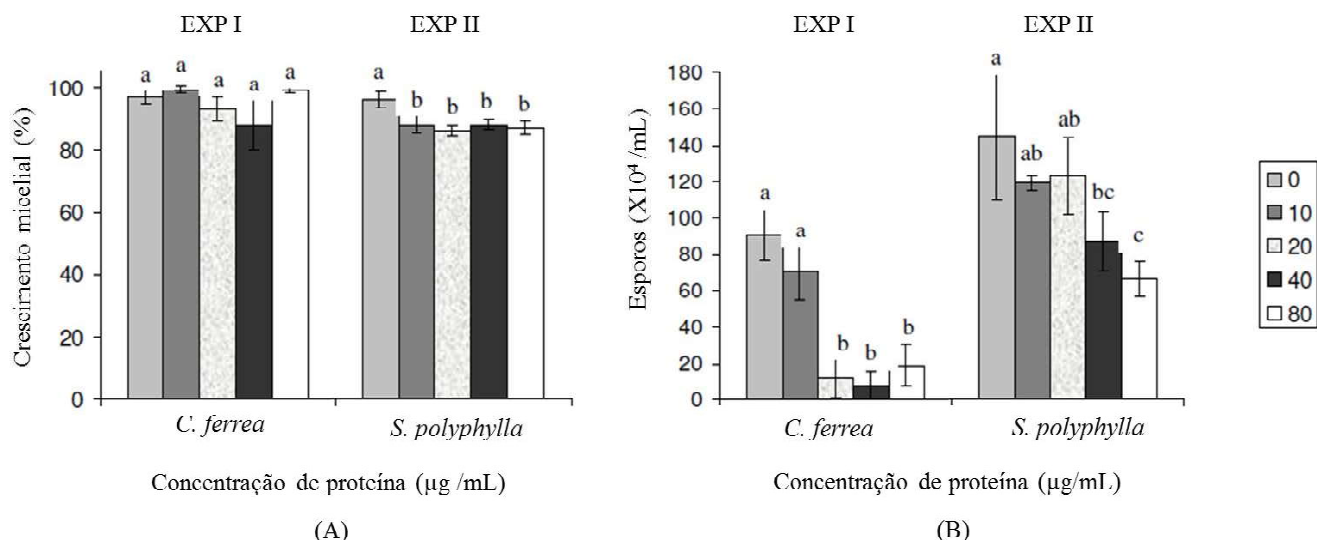 EXP I
EXP II
Crescimento micelial (%)
100
80
60
40
20
0
a
a
a
a
a
a
b
b
b
b
C. ferrea
S. polyphylla
Concentração de proteína (µg /mL)
(A)
EXP I
EXP II
Esporos (X10⁴ /mL)
180
160
140
120
100
80
60
40
20
0
a
a
b
b
b
a
ab
ab
bc
c
C. ferrea
S. polyphylla
Concentração de proteína (µg/mL)
(B)
0
10
20
40
80